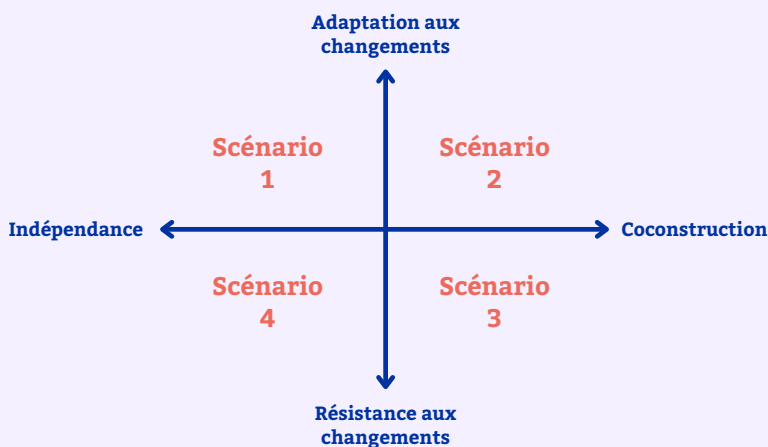 Adaptation aux
changements
Scénario
1
Scénario
2
Indépendance
Coconstruction
Scénario
4
Scénario
3
Résistance aux
changements